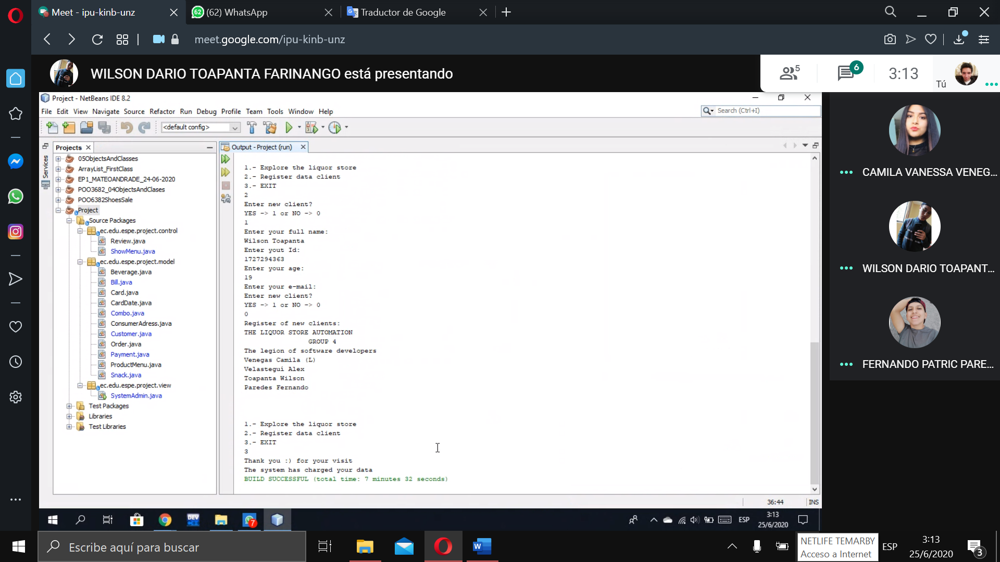 Meet - ipu-kinb-unz
(62) WhatsApp
Traductor de Google
meet.google.com/ipu-kinb-unz
WILSON DARIO TOAPANTA FARINANGO está presentando
5
6
3:13
Tú
Project - NetBeans IDE 8.2
File Edit View Navigate Source Refactor Run Debug Profile Team Tools Window Help
Search (Ctrl+I)
<default config>
Projects
Output - Project (run)
Services
05ObjectsAndClasses
ArrayList_FirstClass
EP1_MATEOANDRADE_24-06-2020
POO3682_04ObjectsAndClases
POO6382ShoesSale
Project
Source Packages
ec.edu.espe.project.control
Review.java
ShowMenu.java
ec.edu.espe.project.model
Beverage.java
Bill.java
Card.java
CardDate.java
Combo.java
ConsumerAdress.java
Customer.java
Order.java
Payment.java
ProductMenu.java
Snack.java
ec.edu.espe.project.view
SystemAdmin.java
Test Packages
Libraries
Test Libraries
1.- Explore the liquor store
2.- Register data client
3.- EXIT
2
Enter new client?
YES -> 1 or NO -> 0
1
Enter your full name:
Wilson Toapanta
Enter yout Id:
1727294363
Enter your age:
19
Enter your e-mail:
Enter new client?
YES -> 1 or NO -> 0
0
Register of new clients:
THE LIQUOR STORE AUTOMATION
GROUP 4
The legion of software developers
Venegas Camila (L)
Velastegui Alex
Toapanta Wilson
Paredes Fernando
1.- Explore the liquor store
2.- Register data client
3.- EXIT
3
Thank you :) for your visit
The system has charged your data
BUILD SUCCESSFUL (total time: 7 minutes 32 seconds)
36:44
INS
CAMILA VANESSA VENEG...
WILSON DARIO TOAPANT...
FERNANDO PATRIC PARE...
DEV
7
ESP
3:13
25/6/2020
Escribe aquí para buscar
NETLIFE TEMARBY
Acceso a Internet
ESP
3:13
25/6/2020
3